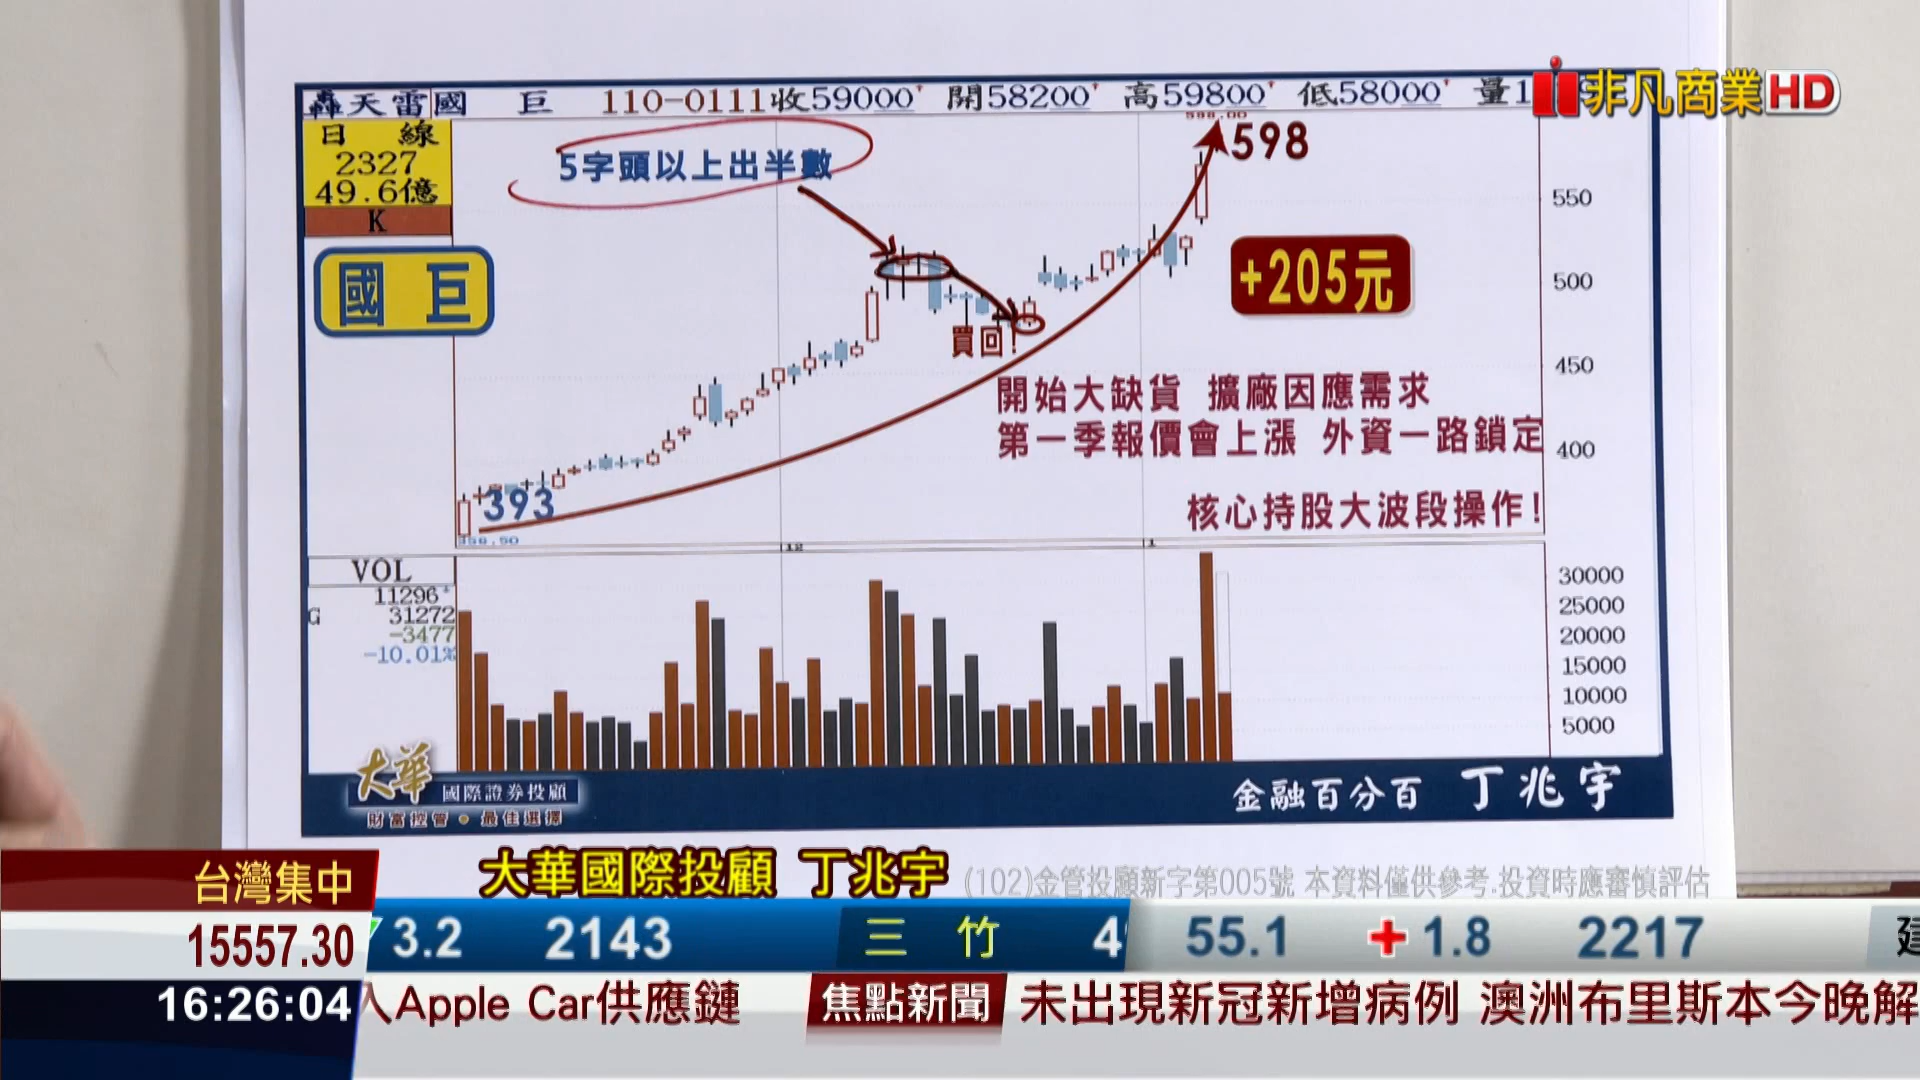 轟天雷國 巨 110-0111收59000 開58200 高59800 低58000 量1
非凡商業HD
日 線
2327
49.6億
K
國 巨
5字頭以上出半數
598.00
598
+205元
買回!
550
500
450
400
開始大缺貨 擴廠因應需求
第一季報價會上漲 外資一路鎖定
核心持股大波段操作!
393
12
1
VOL
11296
G 31272
-3477
-10.01%
30000
25000
20000
15000
10000
5000
大華 國際證券投顧
財富控管 • 最佳選擇
金融百分百 丁兆宇
台灣集中
大華國際投顧 丁兆宇
(102)金管投顧新字第005號 本資料僅供參考.投資時應審慎評估
15557.30
3.2 2143 三 竹 4 55.1 +1.8 2217 建
16:26:04
入Apple Car供應鏈 焦點新聞 未出現新冠新增病例 澳洲布里斯本今晚解